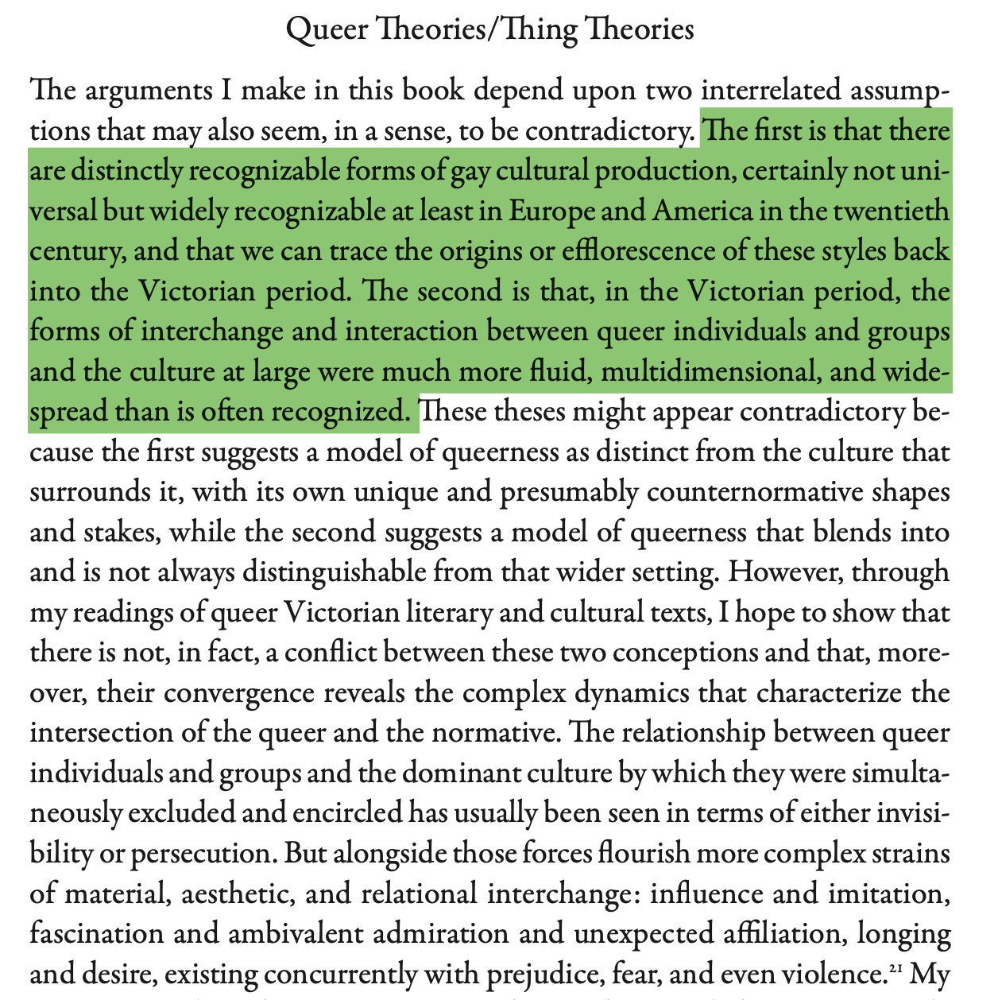 Queer Theories/Thing Theories
The arguments I make in this book depend upon two interrelated assump-
tions that may also seem, in a sense, to be contradictory. The first is that there
are distinctly recognizable forms of gay cultural production, certainly not uni-
versal but widely recognizable at least in Europe and America in the twentieth
century, and that we can trace the origins or efflorescence of these styles back
into the Victorian period. The second is that, in the Victorian period, the
forms of interchange and interaction between queer individuals and groups
and the culture at large were much more fluid, multidimensional, and wide-
spread than is often recognized. These theses might appear contradictory be-
cause the first suggests a model of queerness as distinct from the culture that
surrounds it, with its own unique and presumably counternormative shapes
and stakes, while the second suggests a model of queerness that blends into
and is not always distinguishable from that wider setting. However, through
my readings of queer Victorian literary and cultural texts, I hope to show that
there is not, in fact, a conflict between these two conceptions and that, more-
over, their convergence reveals the complex dynamics that characterize the
intersection of the queer and the normative. The relationship between queer
individuals and groups and the dominant culture by which they were simulta-
neously excluded and encircled has usually been seen in terms of either invisi-
bility or persecution. But alongside those forces flourish more complex strains
of material, aesthetic, and relational interchange: influence and imitation,
fascination and ambivalent admiration and unexpected affiliation, longing
and desire, existing concurrently with prejudice, fear, and even violence.²¹ My